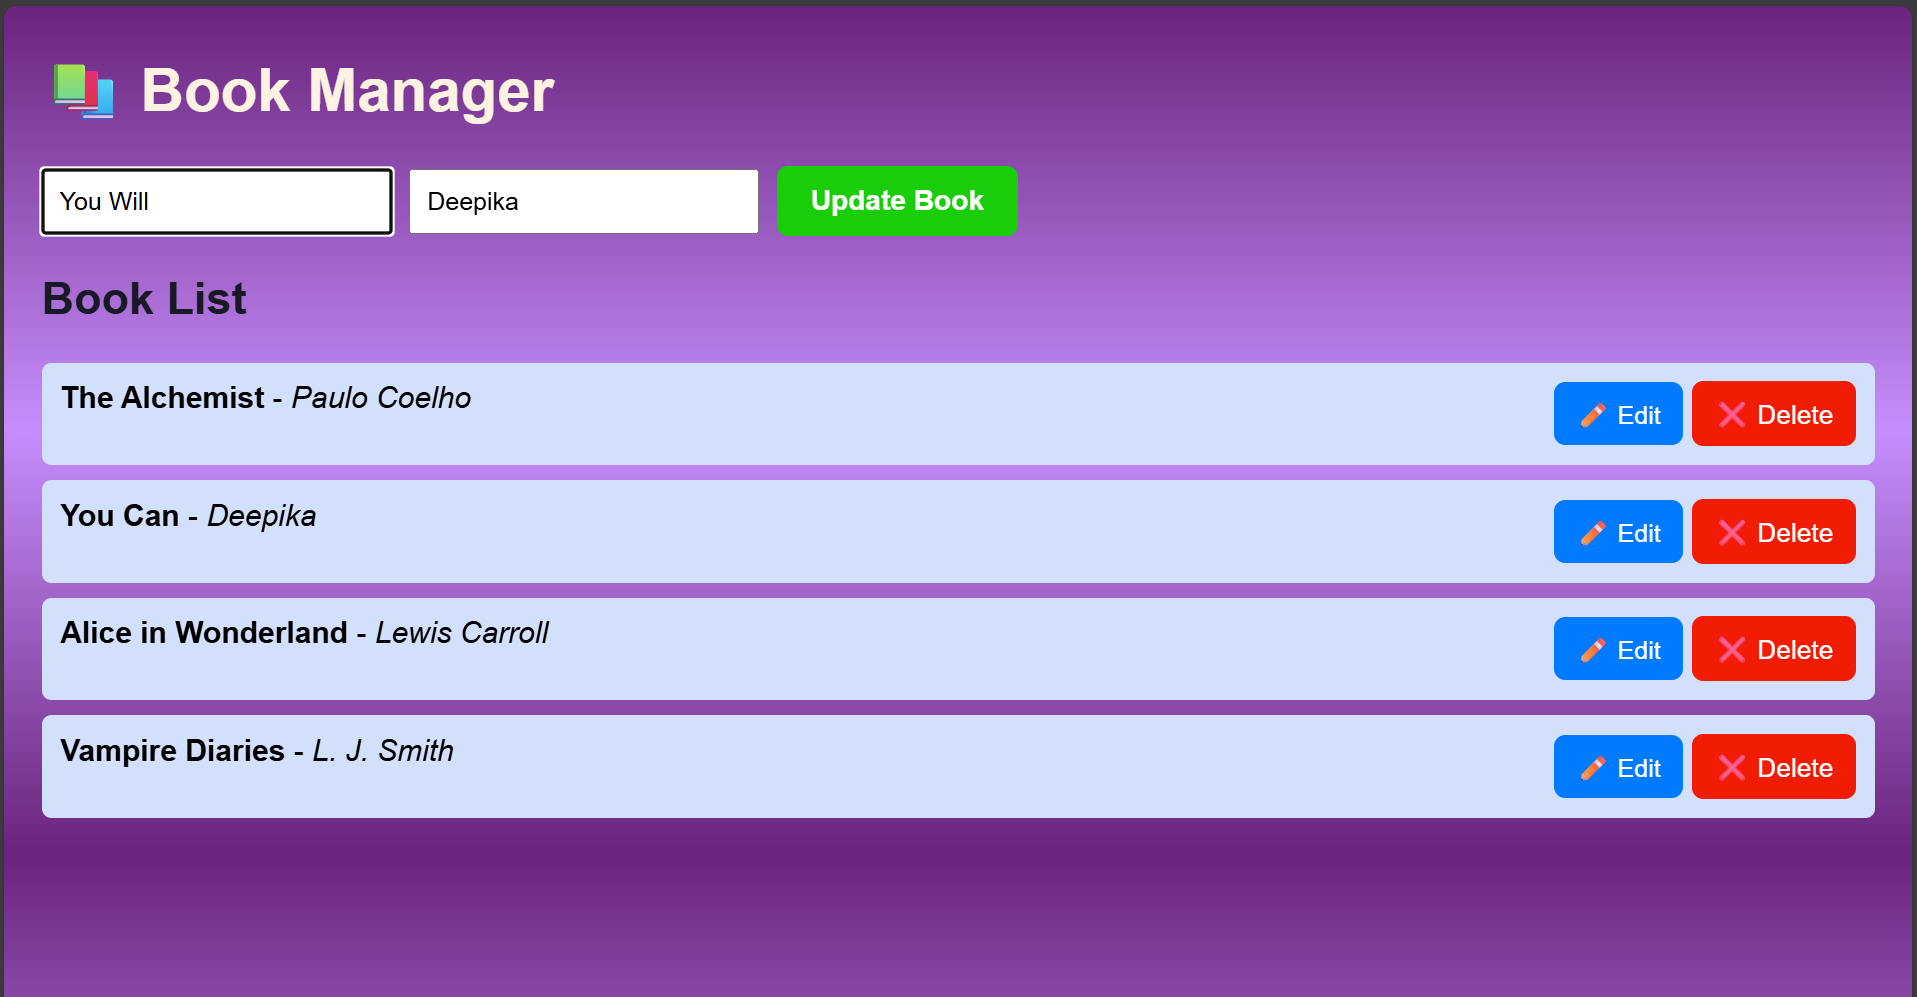 Book Manager
You Will
Deepika
Update Book
Book List
The Alchemist - Paulo Coelho
Edit
Delete
You Can - Deepika
Edit
Delete
Alice in Wonderland - Lewis Carroll
Edit
Delete
Vampire Diaries - L. J. Smith
Edit
Delete